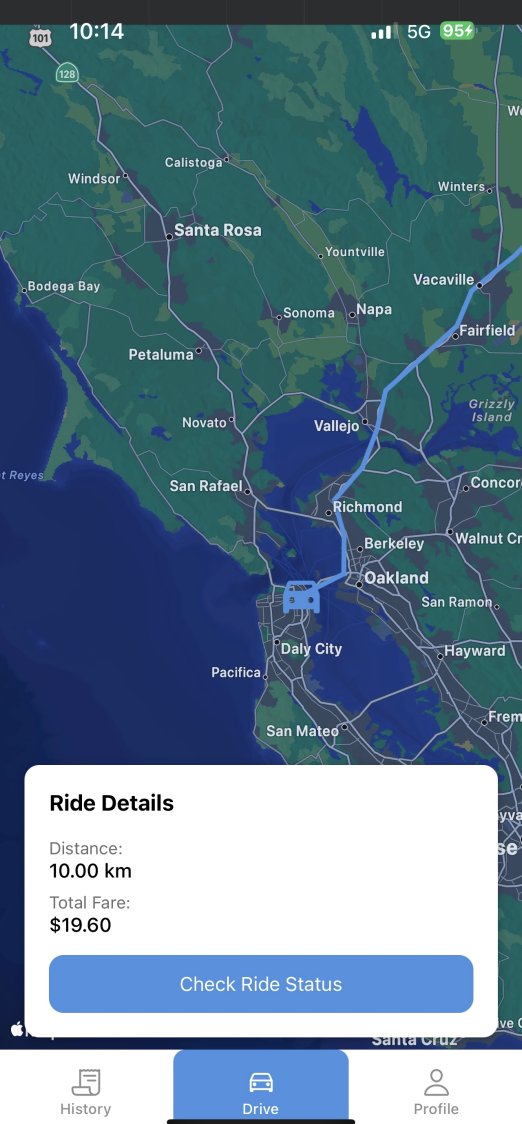 101
10:14
5G
95
128
Calistoga
Windsor
Winters
Santa Rosa
Yountville
Vacaville
Bodega Bay
Napa
Sonoma
Fairfield
Petaluma
Grizzly
Island
Novato
Vallejo
t Reyes
San Rafael
Concor
Richmond
Berkeley
Walnut Cr
Oakland
San Ramon
Daly City
Hayward
Pacifica
Frem
San Mateo
Ride Details
Distance:
10.00 km
Total Fare:
$19.60
Check Ride Status
Santa Cruz
History
Drive
Profile